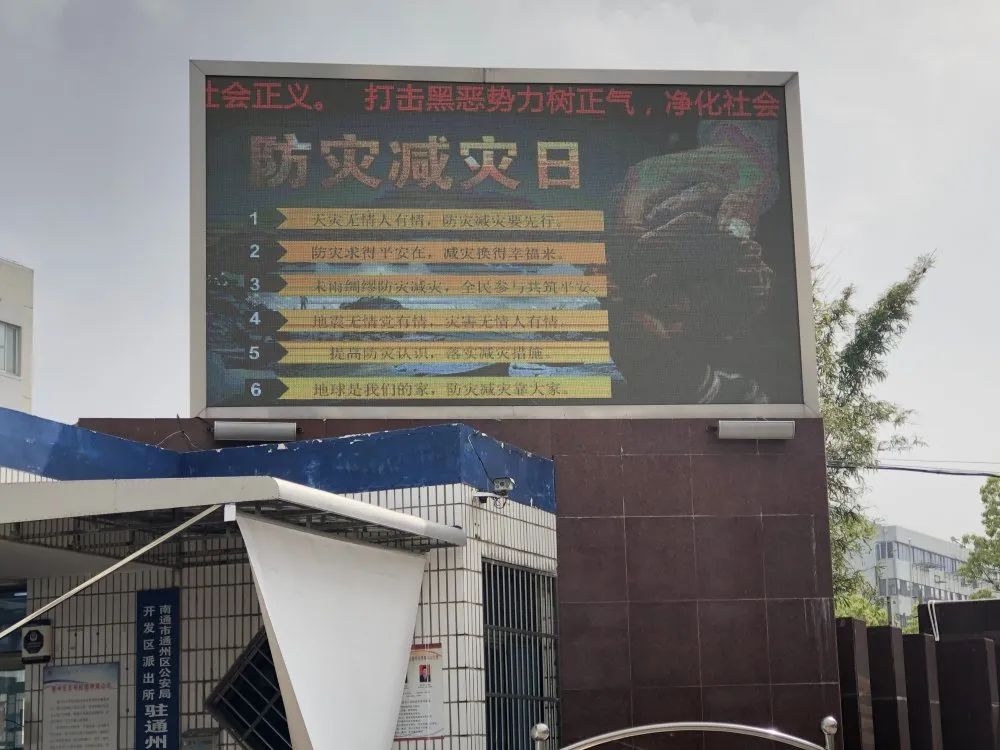 社会正义。 打击黑恶势力树正气，净化社会
防灾减灾日
1 天灾无情人有情，防灾减灾要先行。
2 防灾求得平安在，减灾换得幸福来。
3 未雨绸缪防灾减灾，全民参与共筑平安。
4 地震无情党有情，灾害无情人有情。
5 提高防灾认识，落实减灾措施。
6 地球是我们的家，防灾减灾靠大家。
南通市通州区公安局
开发区派出所
驻通州